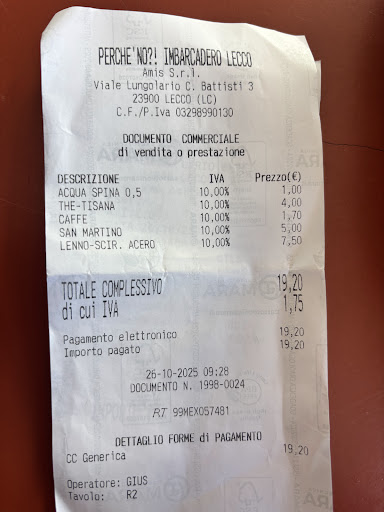 PERCHE'NO?! IMBARCADERO LECCO
Amis S.r.l.
Viale Lungolario C. Battisti 3
23900 LECCO (LC)
C.F./P.Iva 03298990130
DOCUMENTO COMMERCIALE
di vendita o prestazione
DESCRIZIONE IVA Prezzo(€)
ACQUA SPINA 0,5 10,00% 1,00
THE-TISANA 10,00% 4,00
CAFFE 10,00% 1,70
SAN MARTINO 10,00% 5,00
LENNO-SCIR. ACERO 10,00% 7,50
TOTALE COMPLESSIVO 19,20
di cui IVA 1,75
Pagamento elettronico 19,20
Importo pagato 19,20
26-10-2025 09:28
DOCUMENTO N. 1998-0024
RT 99MEX057481
DETTAGLIO FORME di PAGAMENTO
CC Generica 19,20
Operatore: GIUS
Tavolo: R2